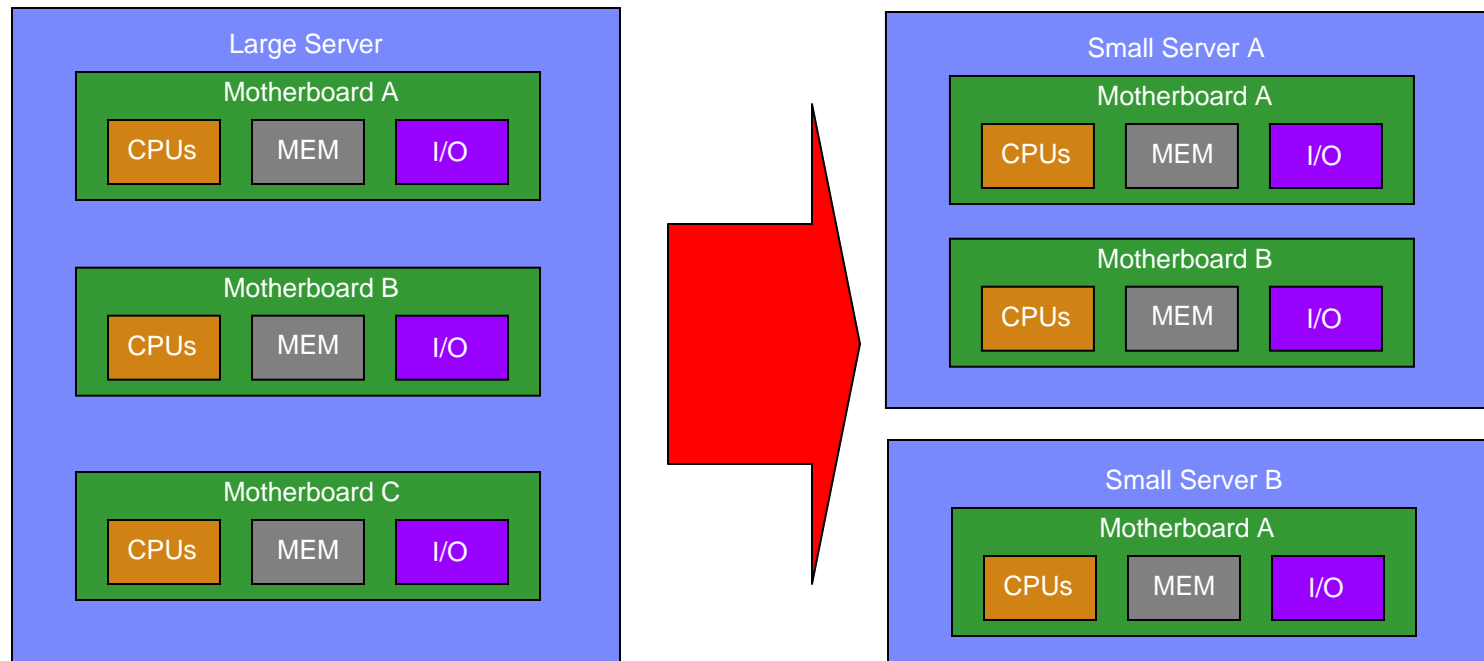 Large Server
Motherboard A
CPUs MEM I/O
Motherboard B
CPUs MEM I/O
Motherboard C
CPUs MEM I/O
Small Server A
Motherboard A
CPUs MEM I/O
Motherboard B
CPUs MEM I/O
Small Server B
Motherboard A
CPUs MEM I/O